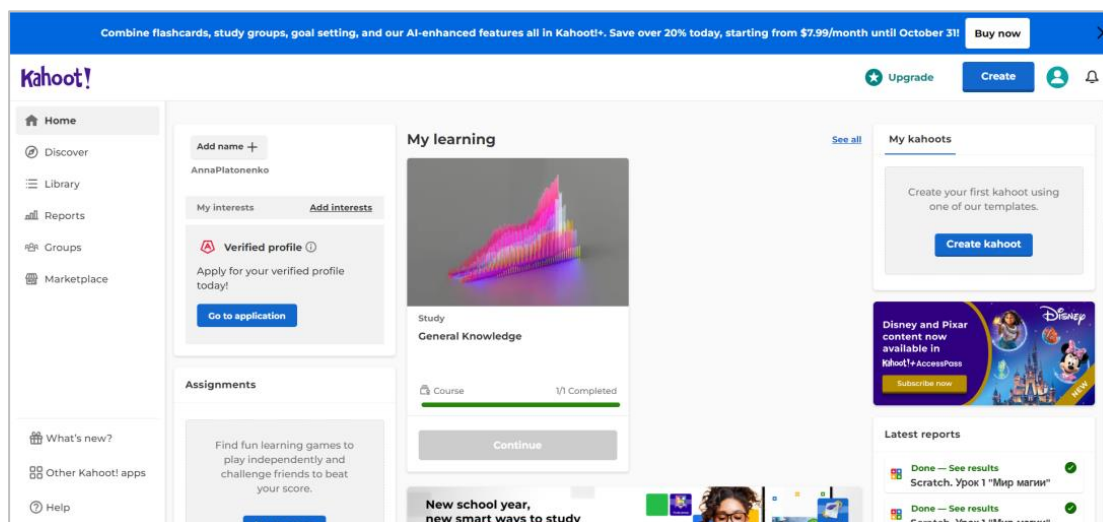 Combine flashcards, study groups, goal setting, and our AI-enhanced features all in Kahoot!+. Save over 20% today, starting from $7.99/month until October 31!
Buy now
Kahoot!
Upgrade
Create
Home
Discover
Library
Reports
Groups
Marketplace
What's new?
Other Kahoot! apps
Help
Add name +
AnnaPlatonenko
My interests
Add interests
Verified profile
Apply for your verified profile
today!
Go to application
Assignments
Find fun learning games to
play independently and
challenge friends to beat
your score.
My learning
See all
Study
General Knowledge
Course
1/1 Completed
Continue
New school year,
new smart ways to study
My kahoots
Create your first kahoot using
one of our templates.
Create kahoot
Disney and Pixar
content now
available in
Kahoot!+ AccessPass
Subscribe now
Disney
NEW
Latest reports
Done — See results
Scratch. Урок 1 "Мир магии"
Done — See results
Scratch. Урок 1 "Мир магии"